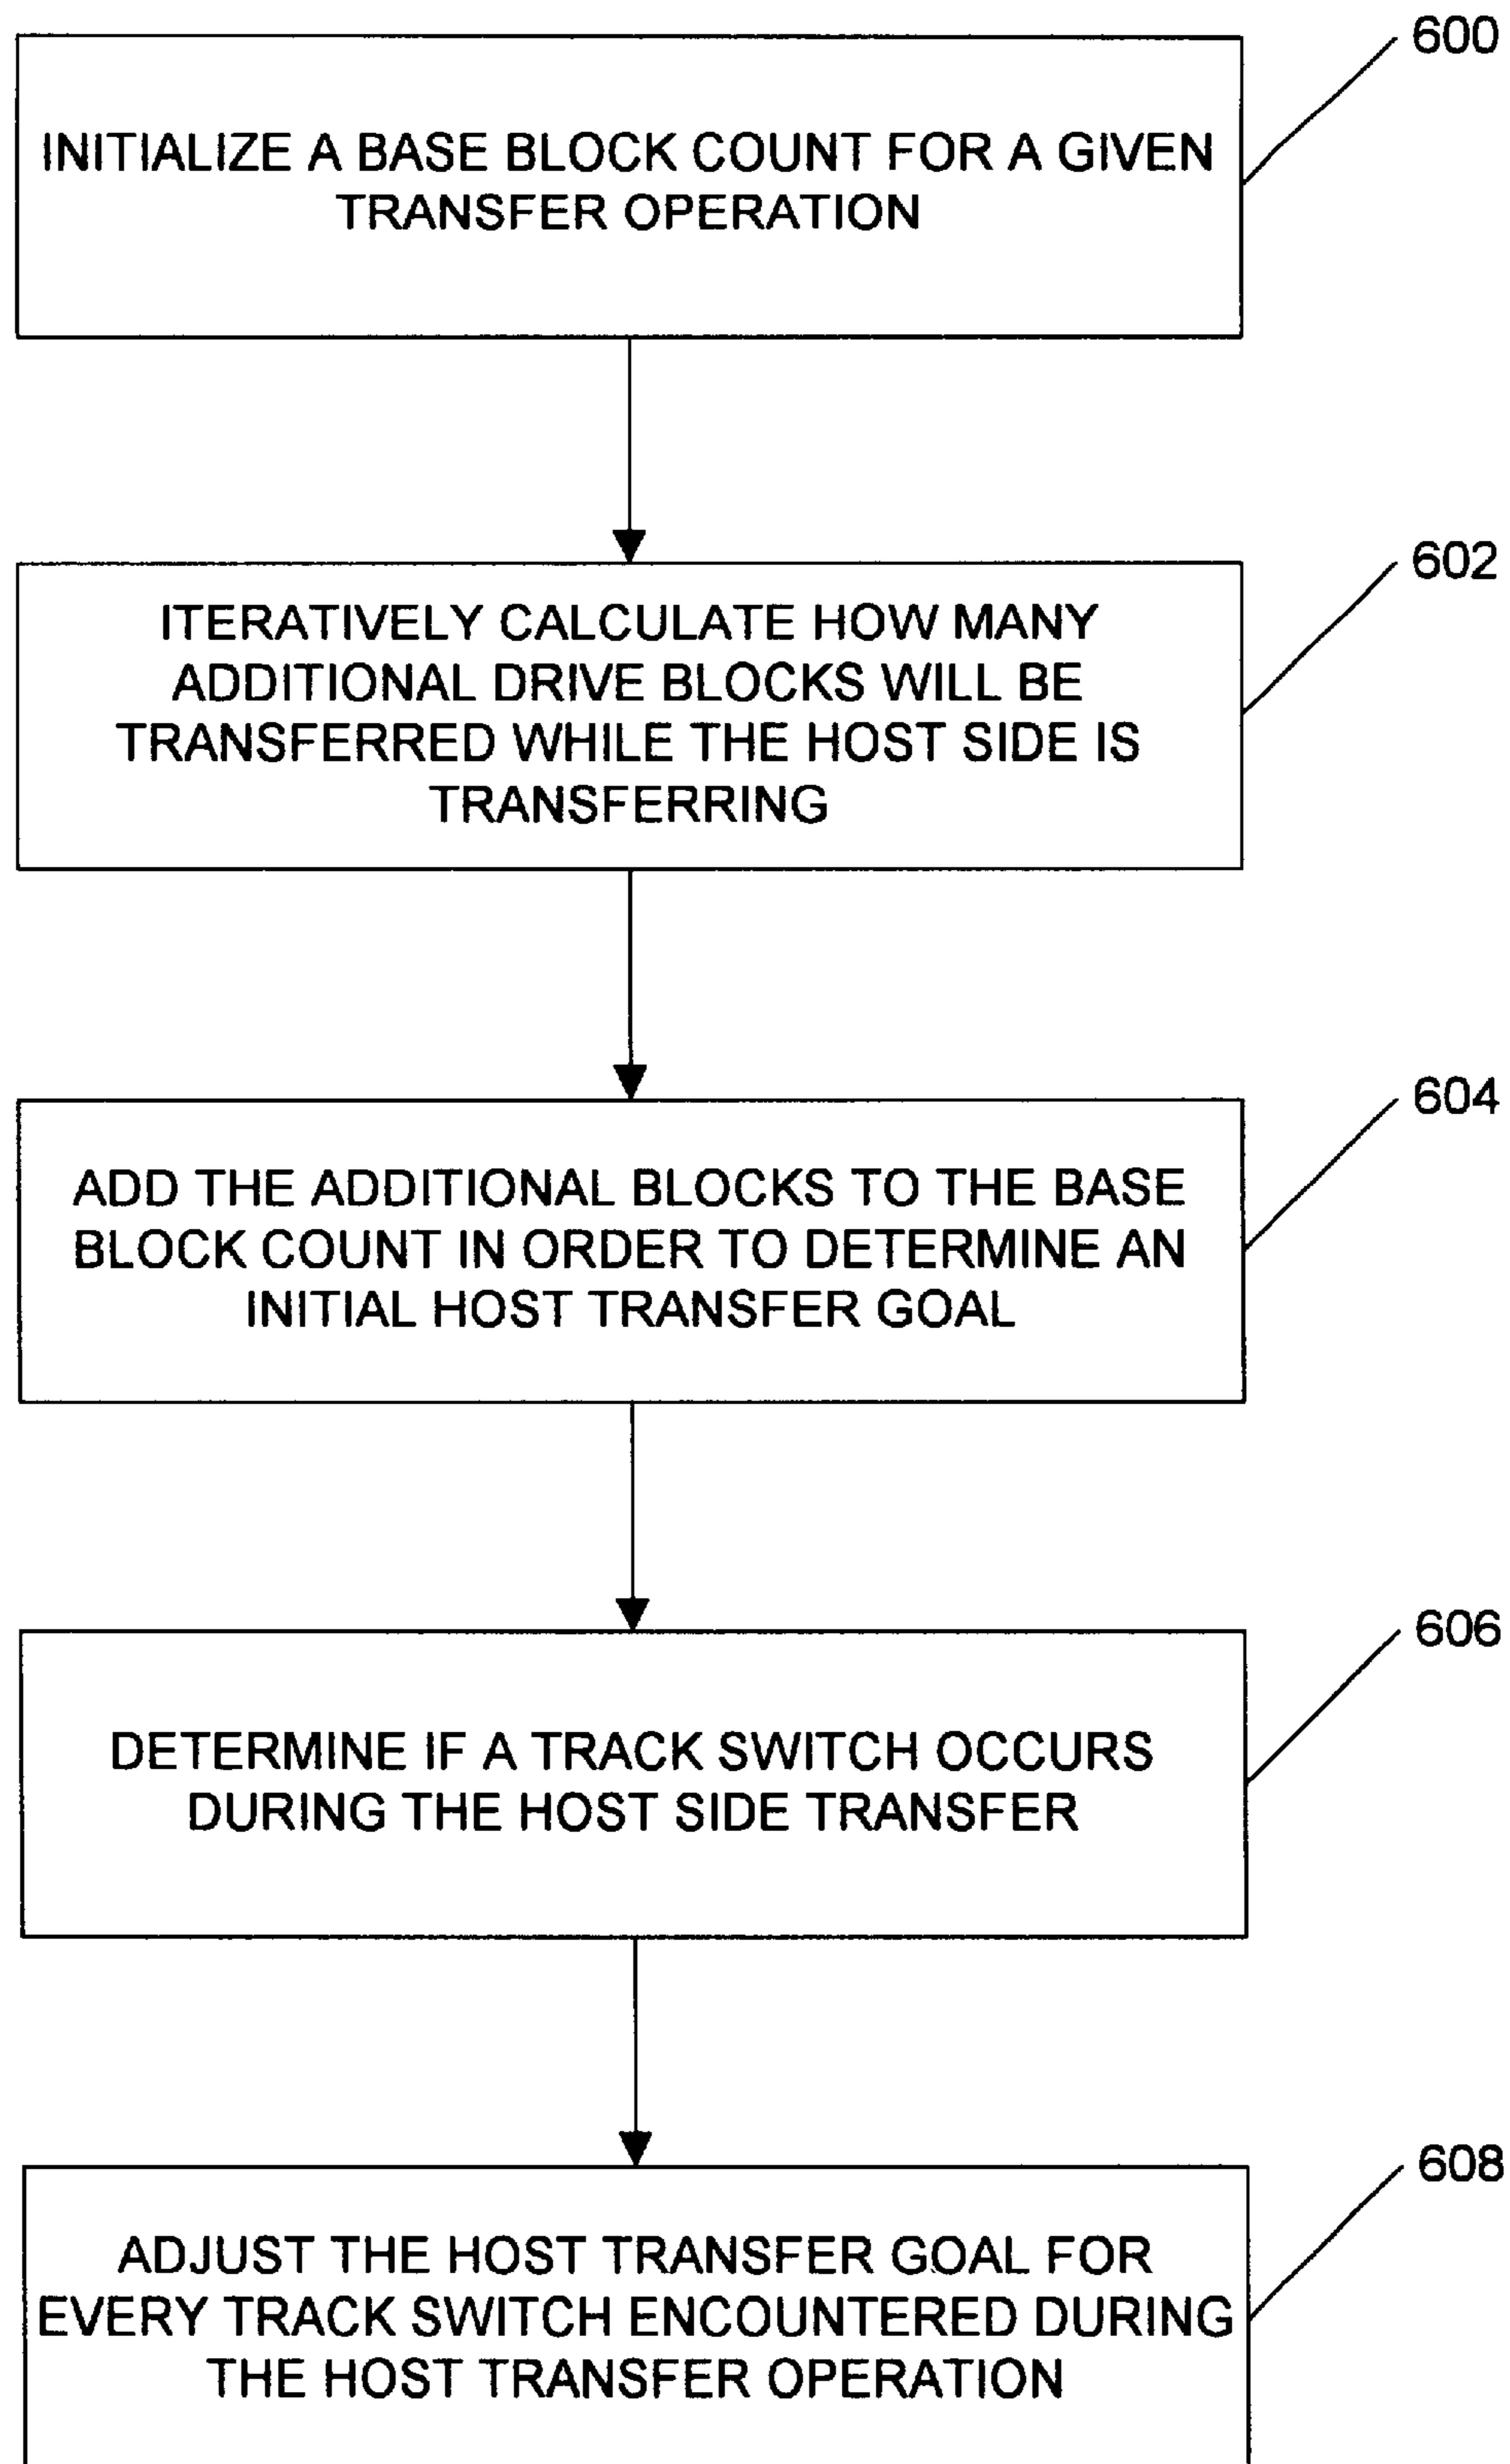 600
INITIALIZE A BASE BLOCK COUNT FOR A GIVEN
TRANSFER OPERATION
602
ITERATIVELY CALCULATE HOW MANY
ADDITIONAL DRIVE BLOCKS WILL BE
TRANSFERRED WHILE THE HOST SIDE IS
TRANSFERRING
604
ADD THE ADDITIONAL BLOCKS TO THE BASE
BLOCK COUNT IN ORDER TO DETERMINE AN
INITIAL HOST TRANSFER GOAL
606
DETERMINE IF A TRACK SWITCH OCCURS
DURING THE HOST SIDE TRANSFER
608
ADJUST THE HOST TRANSFER GOAL FOR
EVERY TRACK SWITCH ENCOUNTERED DURING
THE HOST TRANSFER OPERATION